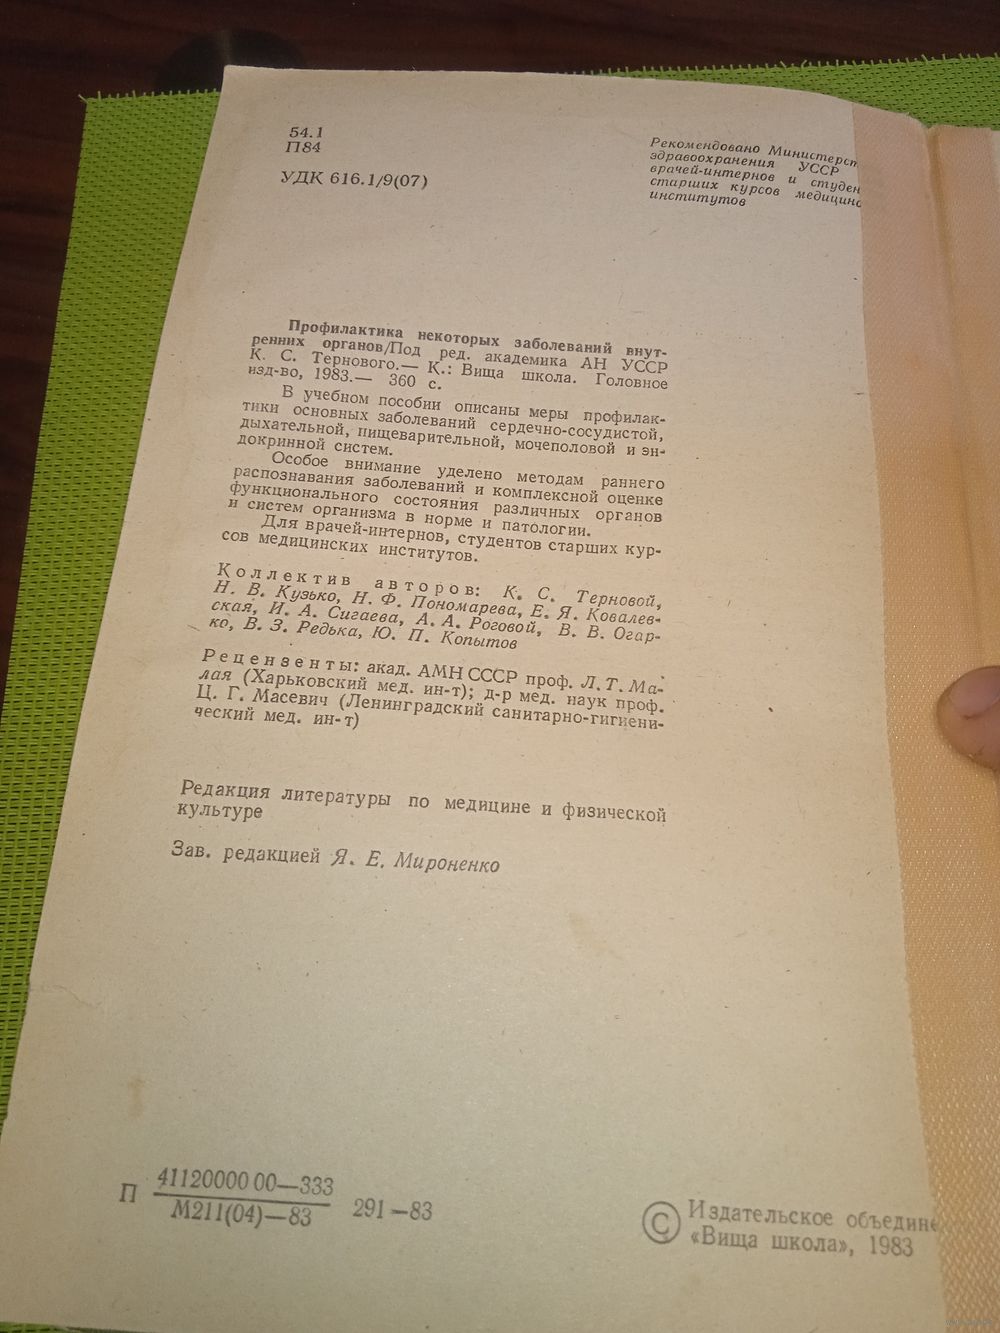 54.1
П84
УДК 616.1/9(07)
Рекомендовано Министерст
здравоохранения УССР
врачей-интернов и студен
старших курсов медицинс
институтов
Профилактика некоторых заболеваний внут-
ренних органов/Под ред. академика АН УССР
К. С. Тернового.— К.: Вища школа. Головное
изд-во, 1983.— 360 с.
В учебном пособии описаны меры профилак-
тики основных заболеваний сердечно-сосудистой,
дыхательной, пищеварительной, мочеполовой и эн-
докринной систем.
Особое внимание уделено методам раннего
распознавания заболеваний и комплексной оценке
функционального состояния различных органов
и систем организма в норме и патологии.
Для врачей-интернов, студентов старших кур-
сов медицинских институтов.
Коллектив авторов: К. С. Терновой,
Н. В. Кузько, Н. Ф. Пономарева, Е. Я. Ковалев-
ская, И. А. Сигаева, А. А. Роговой, В. В. Огар-
ко, В. З. Редька, Ю. П. Копытов
Рецензенты: акад. АМН СССР проф. Л. Т. Ма-
лая (Харьковский мед. ин-т); д-р мед. наук проф.
Ц. Г. Масевич (Ленинградский санитарно-гигиени-
ческий мед. ин-т)
Редакция литературы по медицине и физической
культуре
Зав. редакцией Я. Е. Мироненко
П 4112000000—333
М211(04)—83 291—83
© Издательское объедине
«Вища школа», 1983